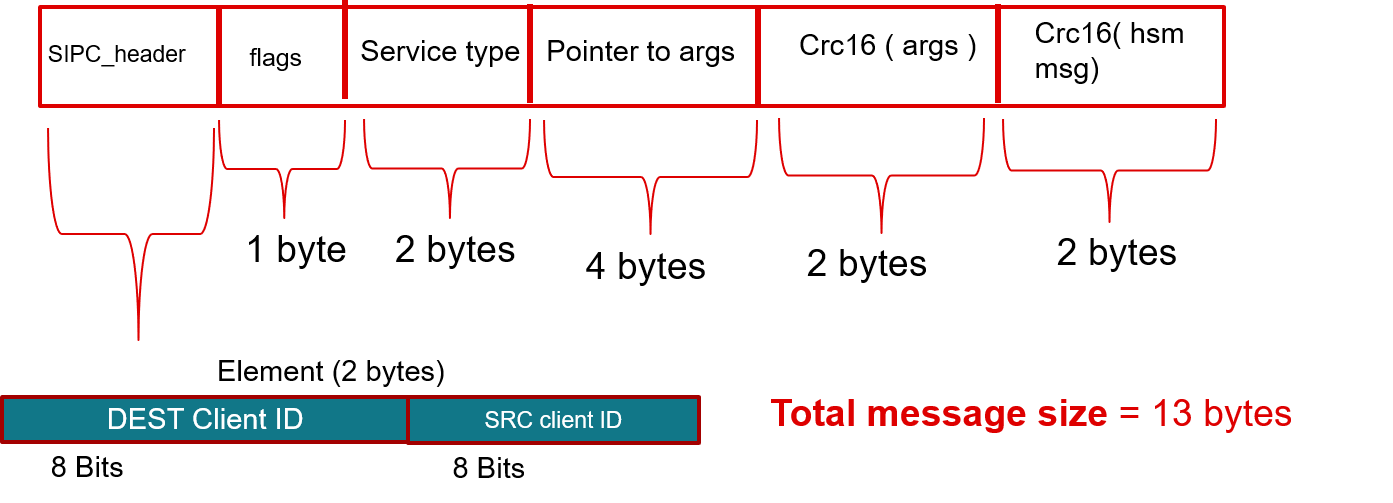 SIPC_header
flags
Service type
Pointer to args
Crc16 ( args )
Crc16( hsm
msg)
1 byte
2 bytes
4 bytes
2 bytes
2 bytes
Element (2 bytes)
DEST Client ID
SRC client ID
8 Bits
8 Bits
Total message size = 13 bytes